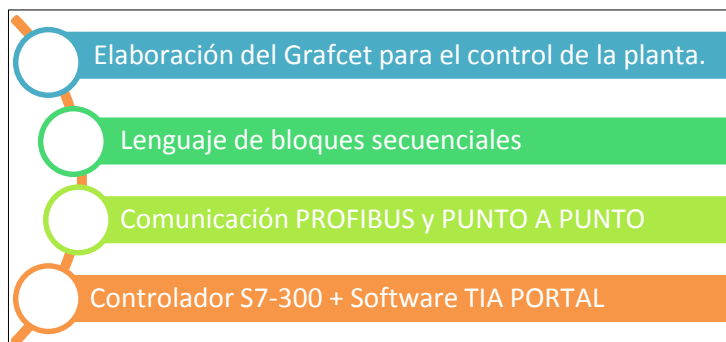 Elaboración del Grafcet para el control de la planta.
Lenguaje de bloques secuenciales
Comunicación PROFIBUS y PUNTO A PUNTO
Controlador S7-300 + Software TIA PORTAL